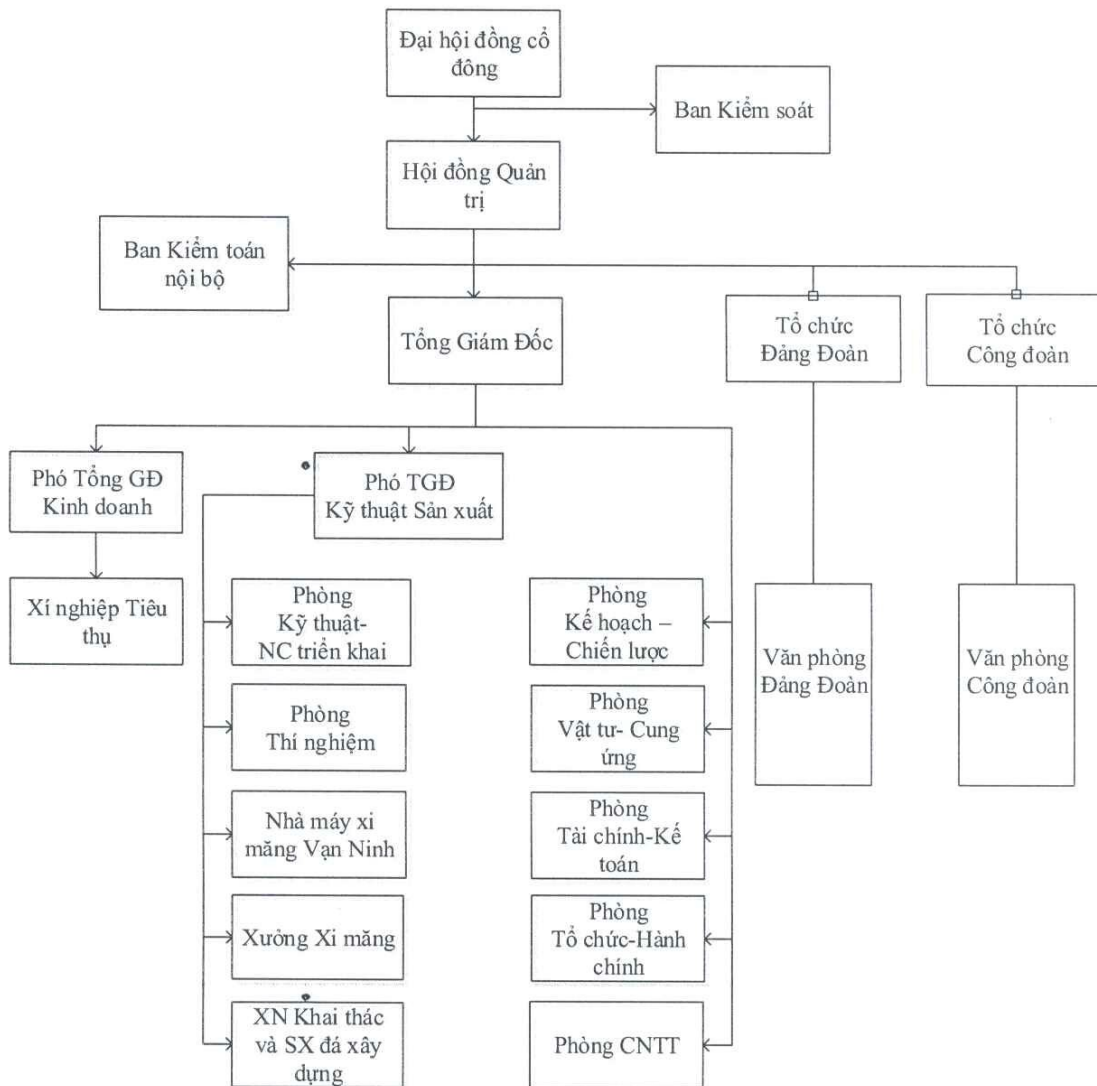 Đại hội đồng cổ
đông
Ban Kiểm soát
Hội đồng Quản
trị
Ban Kiểm toán
nội bộ
Tổng Giám Đốc
Tổ chức
Đảng Đoàn
Tổ chức
Công đoàn
Phó Tổng GĐ
Kinh doanh
Phó TGĐ
Kỹ thuật Sản xuất
Xí nghiệp Tiêu
thụ
Phòng
Kỹ thuật-
NC triển khai
Phòng
Kế hoạch –
Chiến lược
Văn phòng
Đảng Đoàn
Văn phòng
Công đoàn
Phòng
Thí nghiệm
Phòng
Vật tư- Cung
ứng
Nhà máy xi
măng Vạn Ninh
Phòng
Tài chính-Kế
toán
Xưởng Xi măng
Phòng
Tổ chức-Hành
chính
XN Khai thác
và SX đá xây
dựng
Phòng CNTT